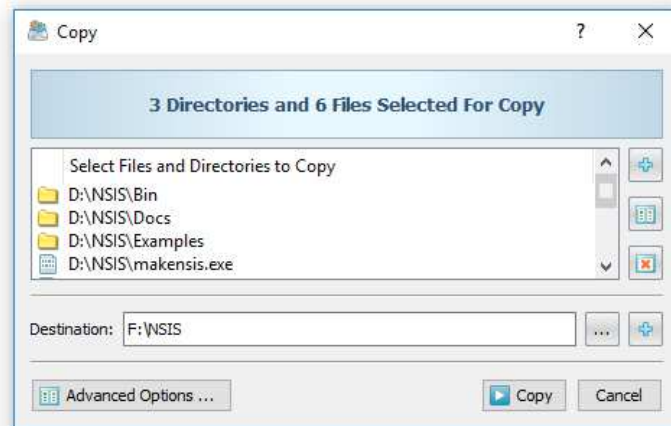 Copy
?
3 Directories and 6 Files Selected For Copy
Select Files and Directories to Copy
D:\NSIS\Bin
D:\NSIS\Docs
D:\NSIS\Examples
D:\NSIS\makensis.exe
Destination: F:\NSIS ...
Advanced Options ... Copy Cancel